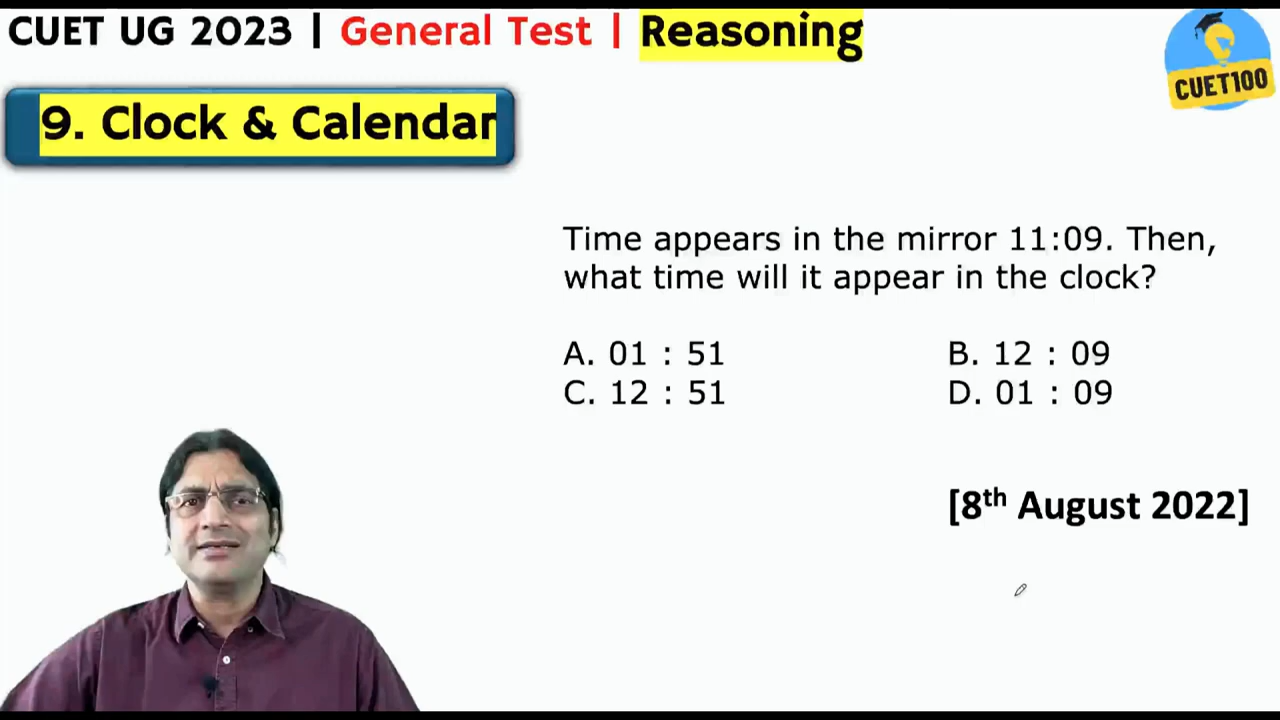 CUET UG 2023 | General Test | Reasoning
CUET100
9. Clock & Calendar
Time appears in the mirror 11:09. Then,
what time will it appear in the clock?
A. 01 : 51 B. 12 : 09
C. 12 : 51 D. 01 : 09
[8th August 2022]